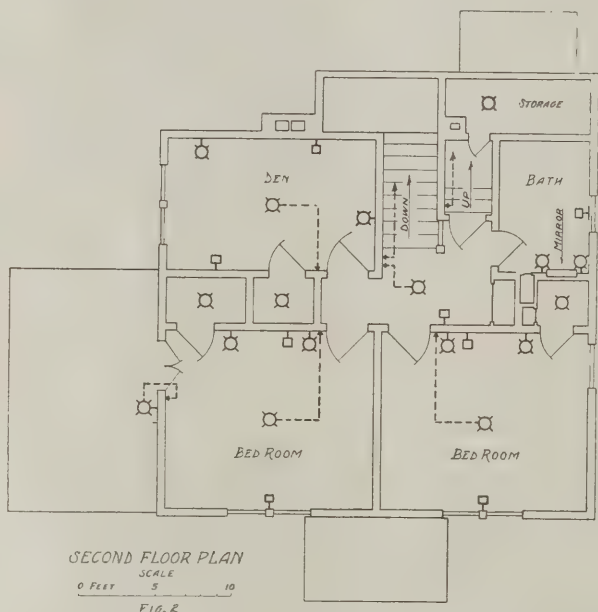 STORAGE
DEN
BATH
DOWN
UP
MIRROR
BED ROOM
BED ROOM
SECOND FLOOR PLAN
SCALE
0 FEET 5 10
FIG. 2